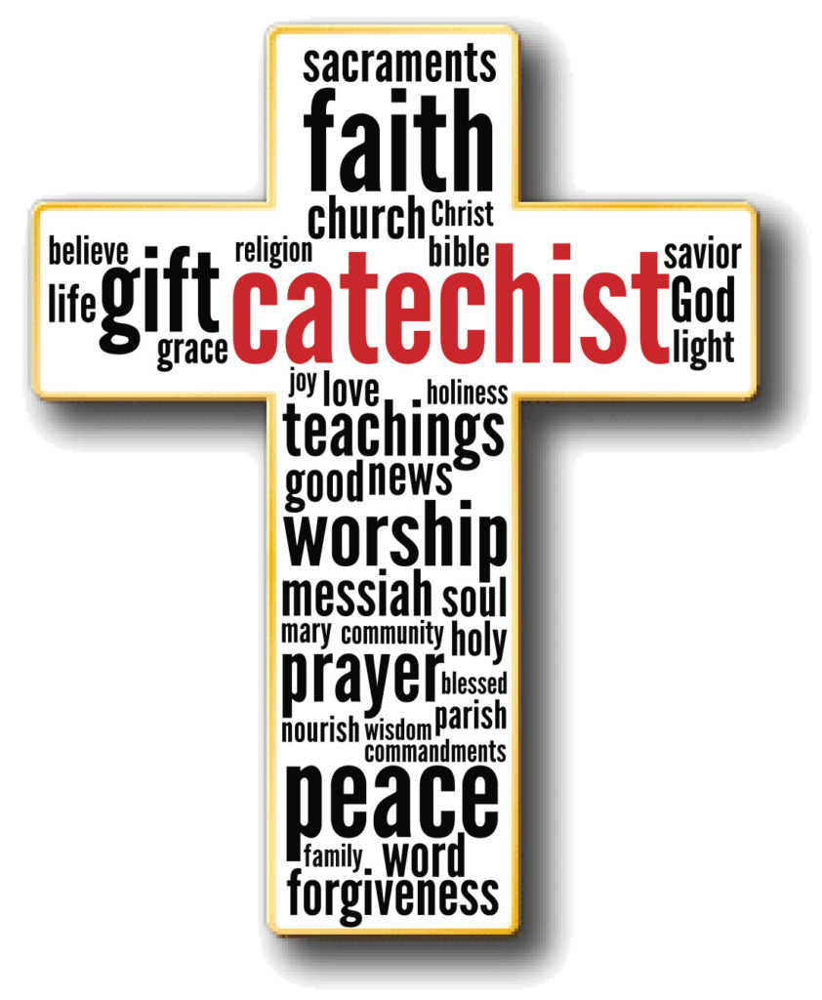 sacraments
faith
church Christ
believe religion bible savior
life gift catechist God
grace light
joy love holiness
teachings
good news
worship
messiah soul
mary community holy
prayer blessed
nourish wisdom parish
commandments
peace
family word
forgiveness